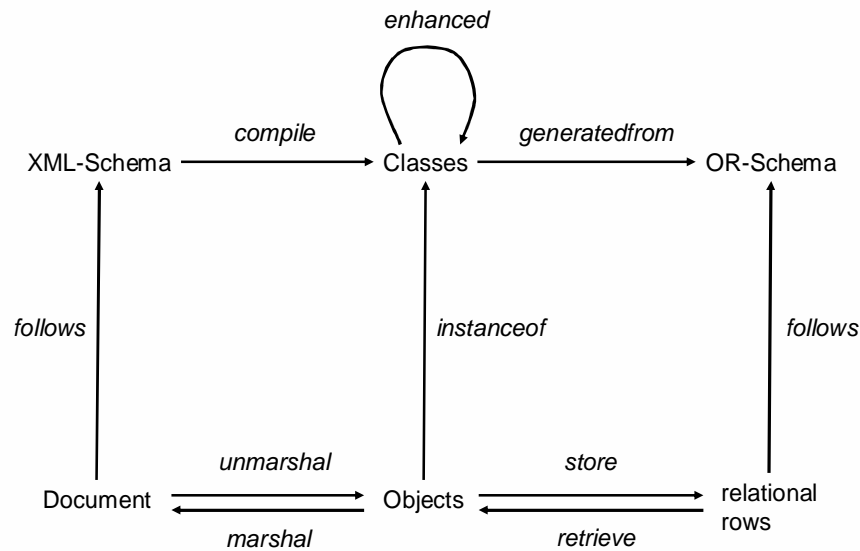 enhanced
compile
generatedfrom
XML-Schema
Classes
OR-Schema
follows
instanceof
follows
unmarshal
store
Document
Objects
relational
rows
marshal
retrieve